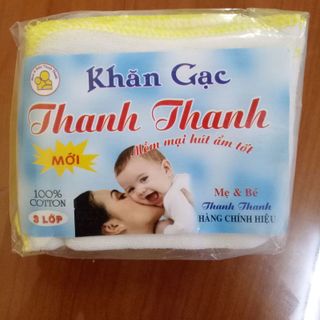 Khăn Gạc
Thanh Thanh
Mềm mại hút ẩm tốt
MỚI
100%
COTTON
3 LỚP
Mẹ & Bé
Thanh Thanh
HÀNG CHÍNH HIỆU